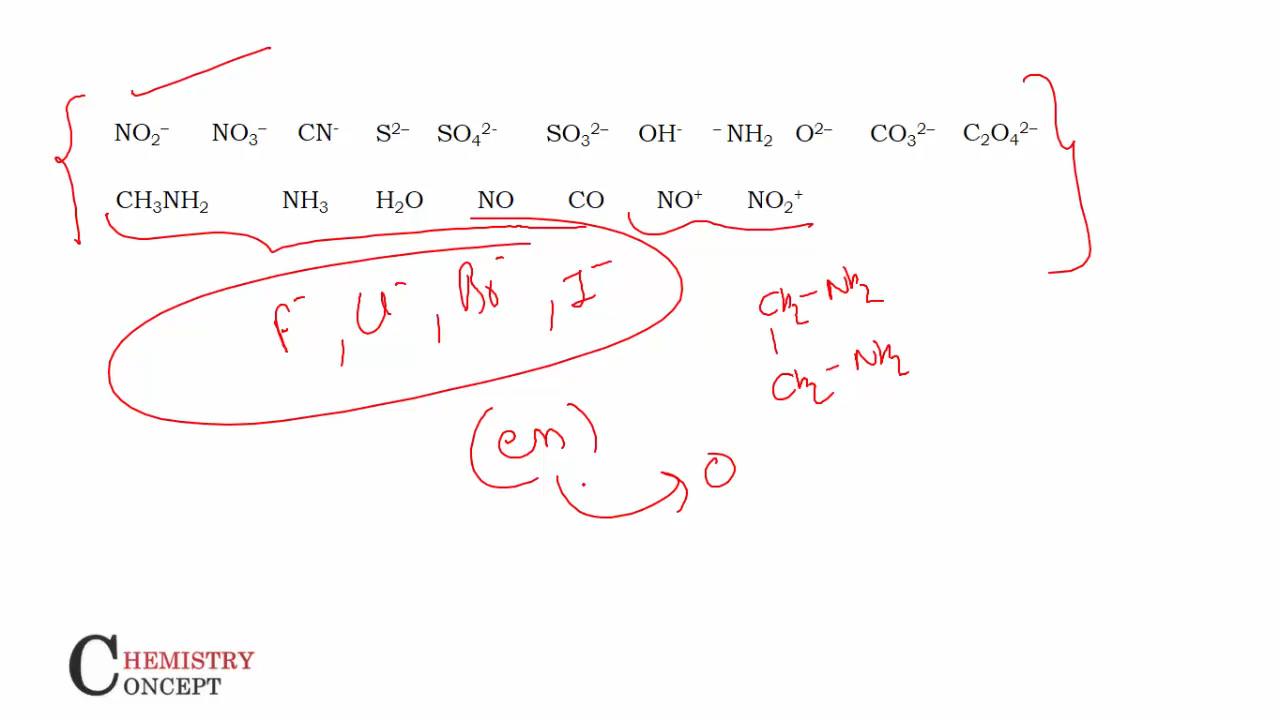 NO₂⁻ NO₃⁻ CN⁻ S²⁻ SO₄²⁻ SO₃²⁻ OH⁻ ⁻NH₂ O²⁻ CO₃²⁻ C₂O₄²⁻
CH₃NH₂ NH₃ H₂O NO CO NO⁺ NO₂⁺
F⁻, Cl⁻, Br⁻, I⁻
CH₂–NH₂
|
CH₂–NH₂
(en)
0
CHEMISTRY
CONCEPT